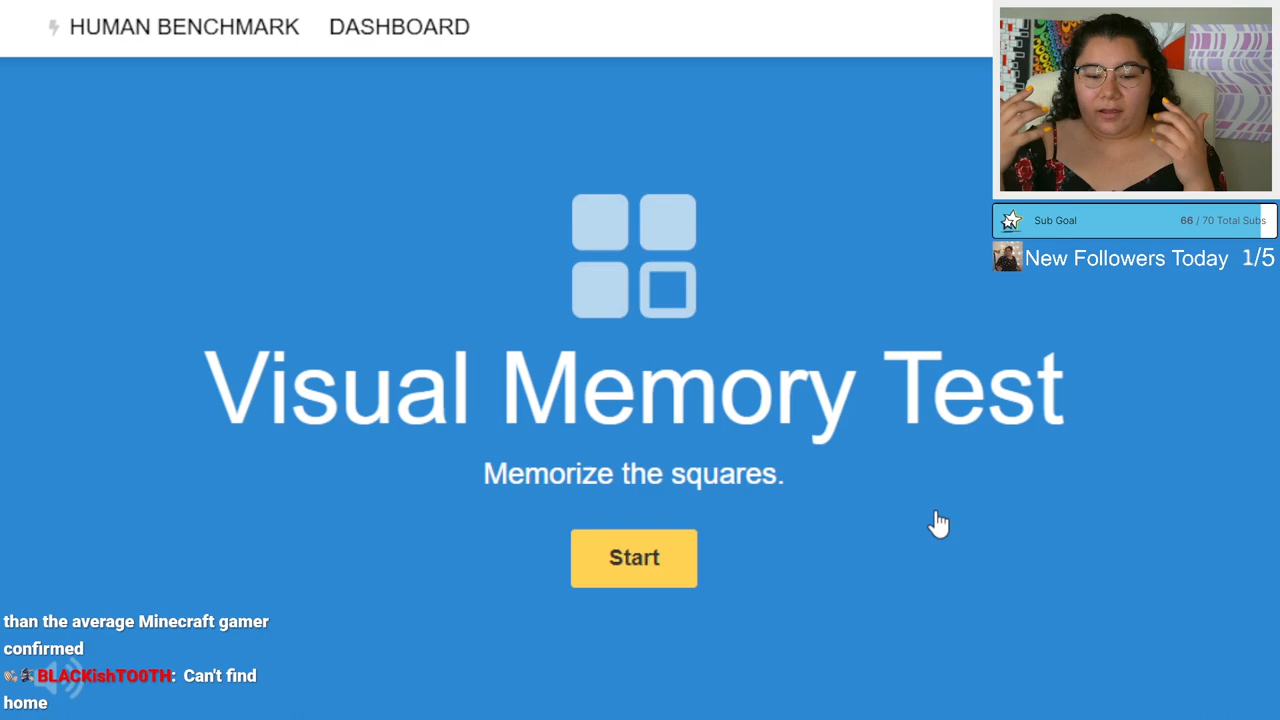 HUMAN BENCHMARK DASHBOARD
Sub Goal 66 / 70 Total Subs
New Followers Today 1/5
Visual Memory Test
Memorize the squares.
Start
than the average Minecraft gamer
confirmed
BLACKishTO0TH: Can't find
home